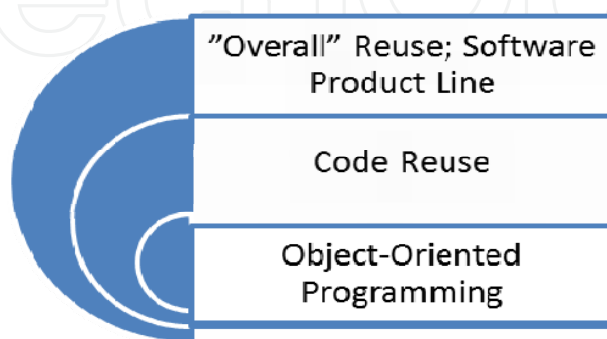 ”Overall” Reuse; Software
Product Line
Code Reuse
Object-Oriented
Programming